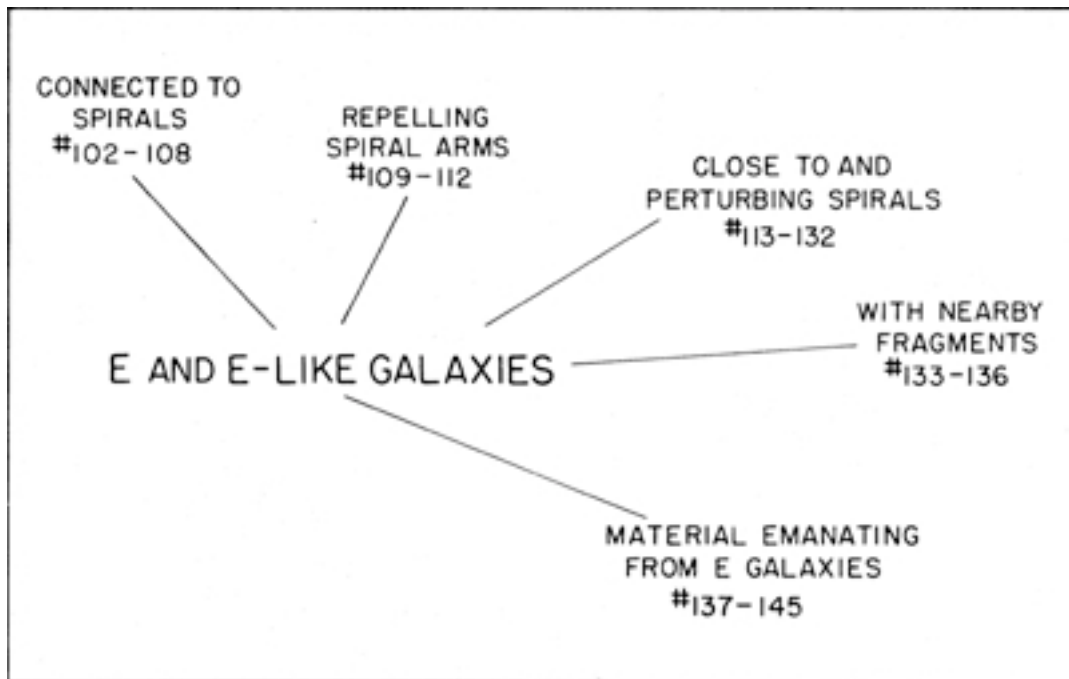 CONNECTED TO
SPIRALS
#102-108
REPELLING
SPIRAL ARMS
#109-112
CLOSE TO AND
PERTURBING SPIRALS
#113-132
WITH NEARBY
FRAGMENTS
#133-136
E AND E-LIKE GALAXIES
MATERIAL EMANATING
FROM E GALAXIES
#137-145